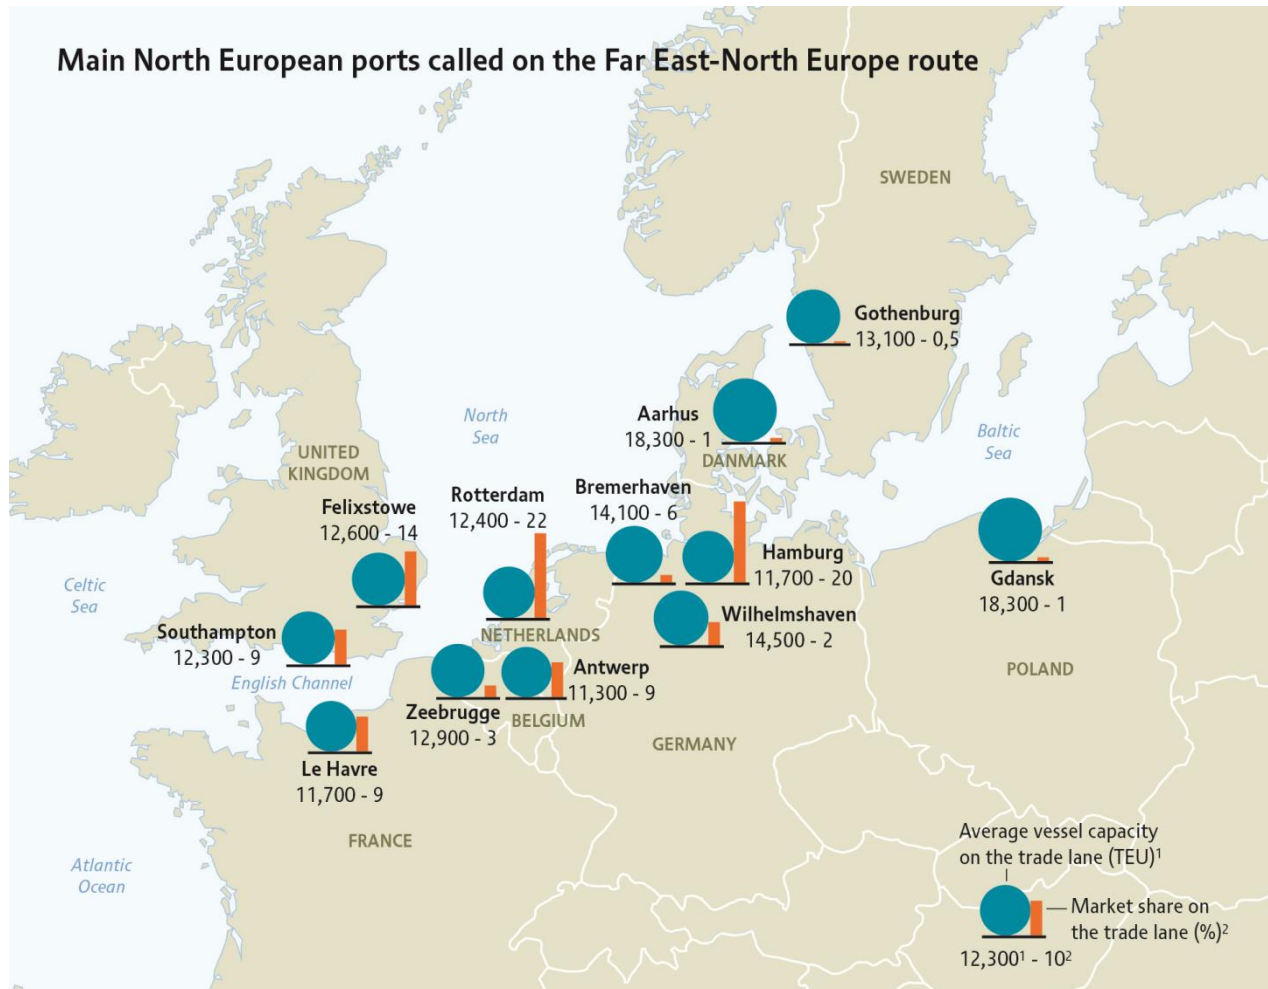 Main North European ports called on the Far East-North Europe route
SWEDEN
Gothenburg
13,100 - 0,5
Aarhus
18,300 - 1
DANMARK
North
Sea
Baltic
Sea
UNITED
KINGDOM
Felixstowe
12,600 - 14
Rotterdam
12,400 - 22
Bremerhaven
14,100 - 6
Hamburg
11,700 - 20
Gdansk
18,300 - 1
Celtic
Sea
Southampton
12,300 - 9
English Channel
NETHERLANDS
Wilhelmshaven
14,500 - 2
Antwerp
11,300 - 9
Zeebrugge
12,900 - 3
BELGIUM
POLAND
GERMANY
Le Havre
11,700 - 9
FRANCE
Atlantic
Ocean
Average vessel capacity
on the trade lane (TEU)¹
Market share on
the trade lane (%)²
12,300¹ - 10²